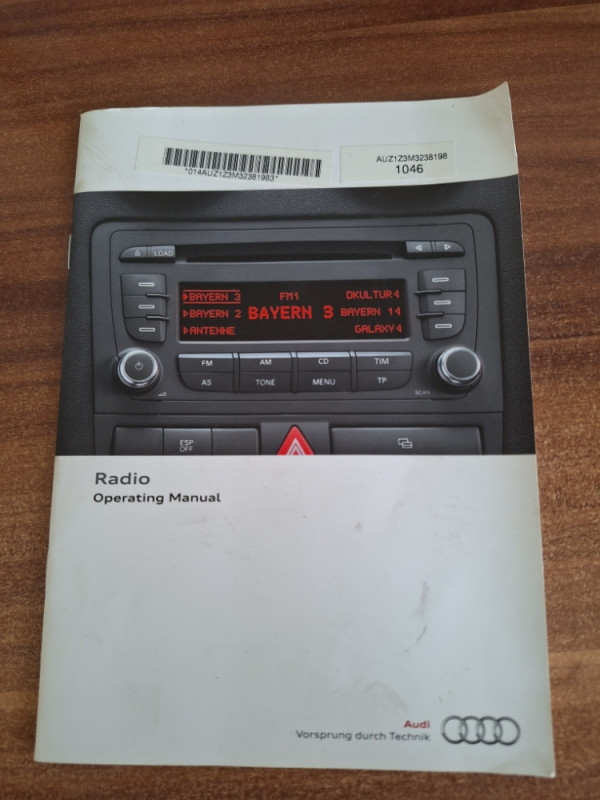 *014AUZ1Z3M32381983*
AUZ1Z3M3238198
1046
LOAD
BAYERN 3
FM1
DKULTUR
BAYERN 2
BAYERN 3
BAYERN 1
ANTENNE
GALAXY
FM
AM
CD
TIM
AS
TONE
MENU
TP
SCAN
ESP
OFF
Radio
Operating Manual
Audi
Vorsprung durch Technik